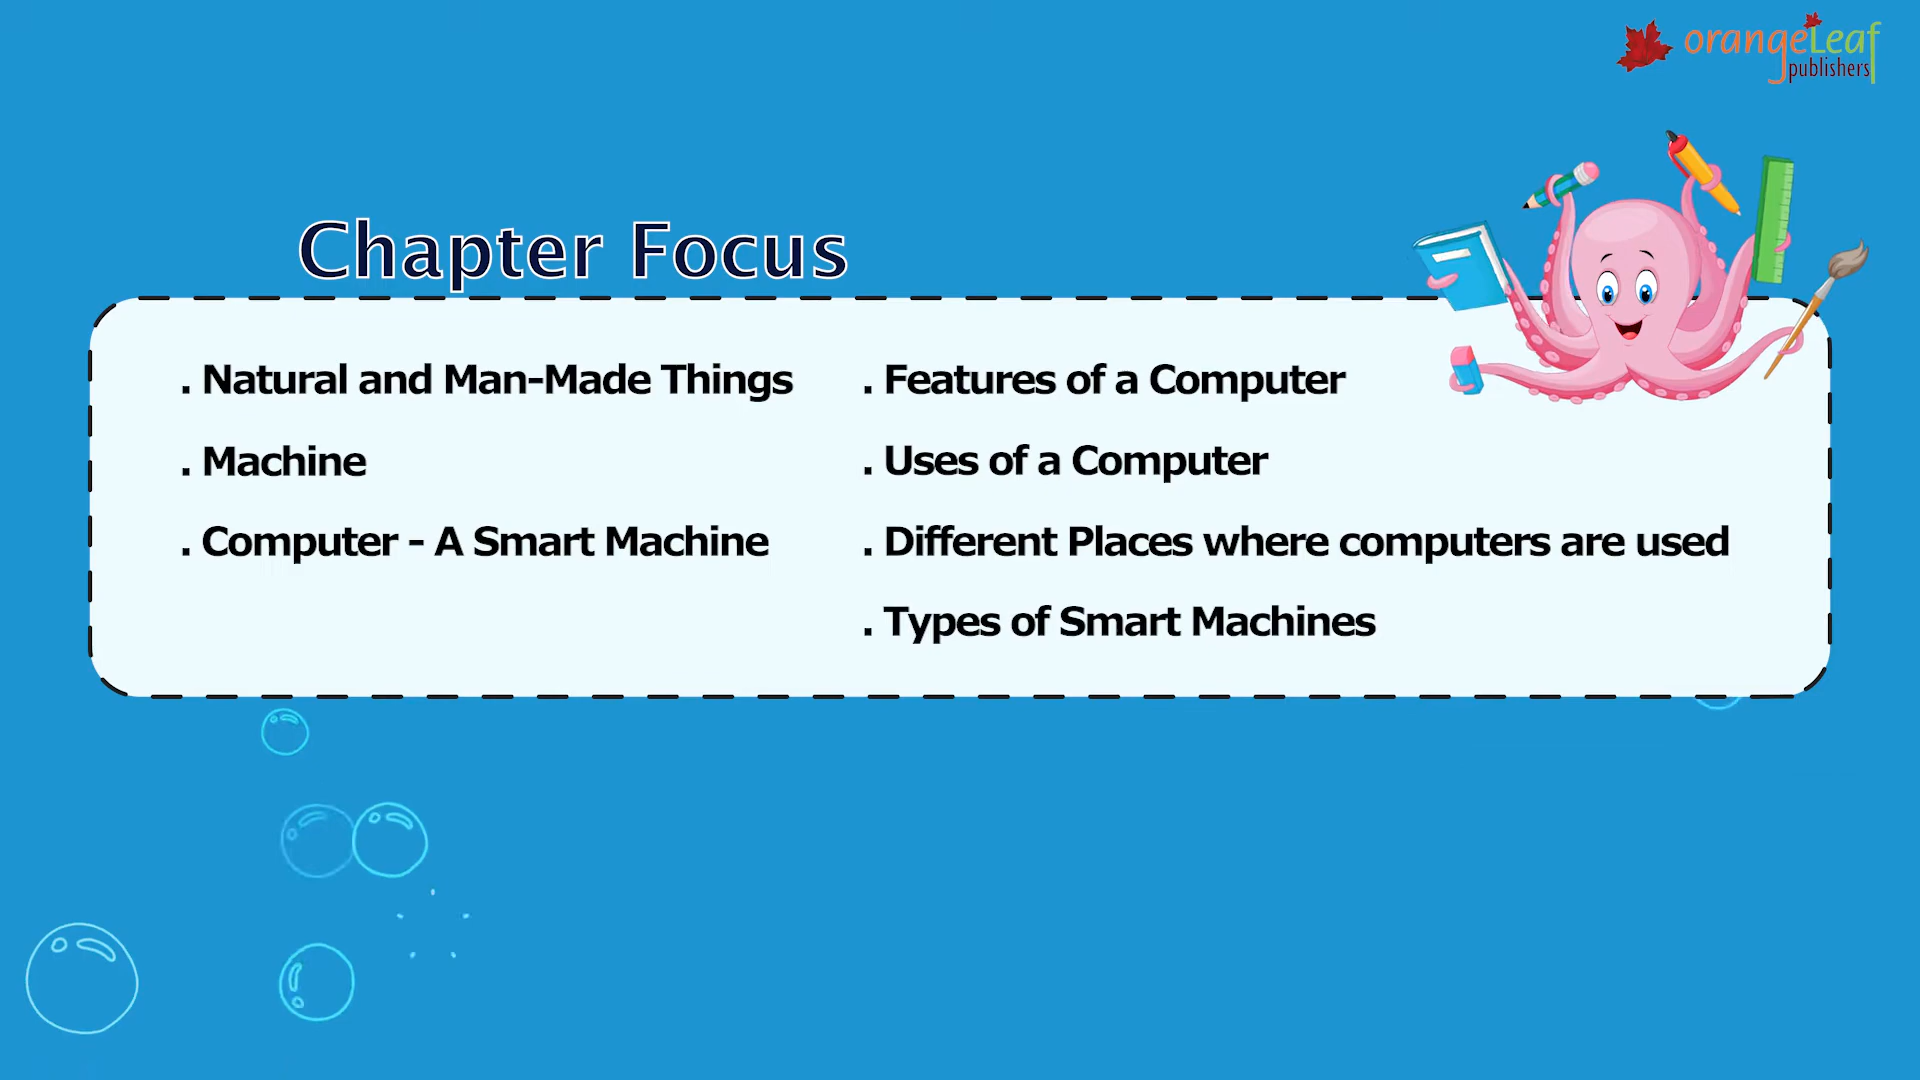 orangeLeaf
publishers
Chapter Focus
. Natural and Man-Made Things
. Machine
. Computer - A Smart Machine
. Features of a Computer
. Uses of a Computer
. Different Places where computers are used
. Types of Smart Machines